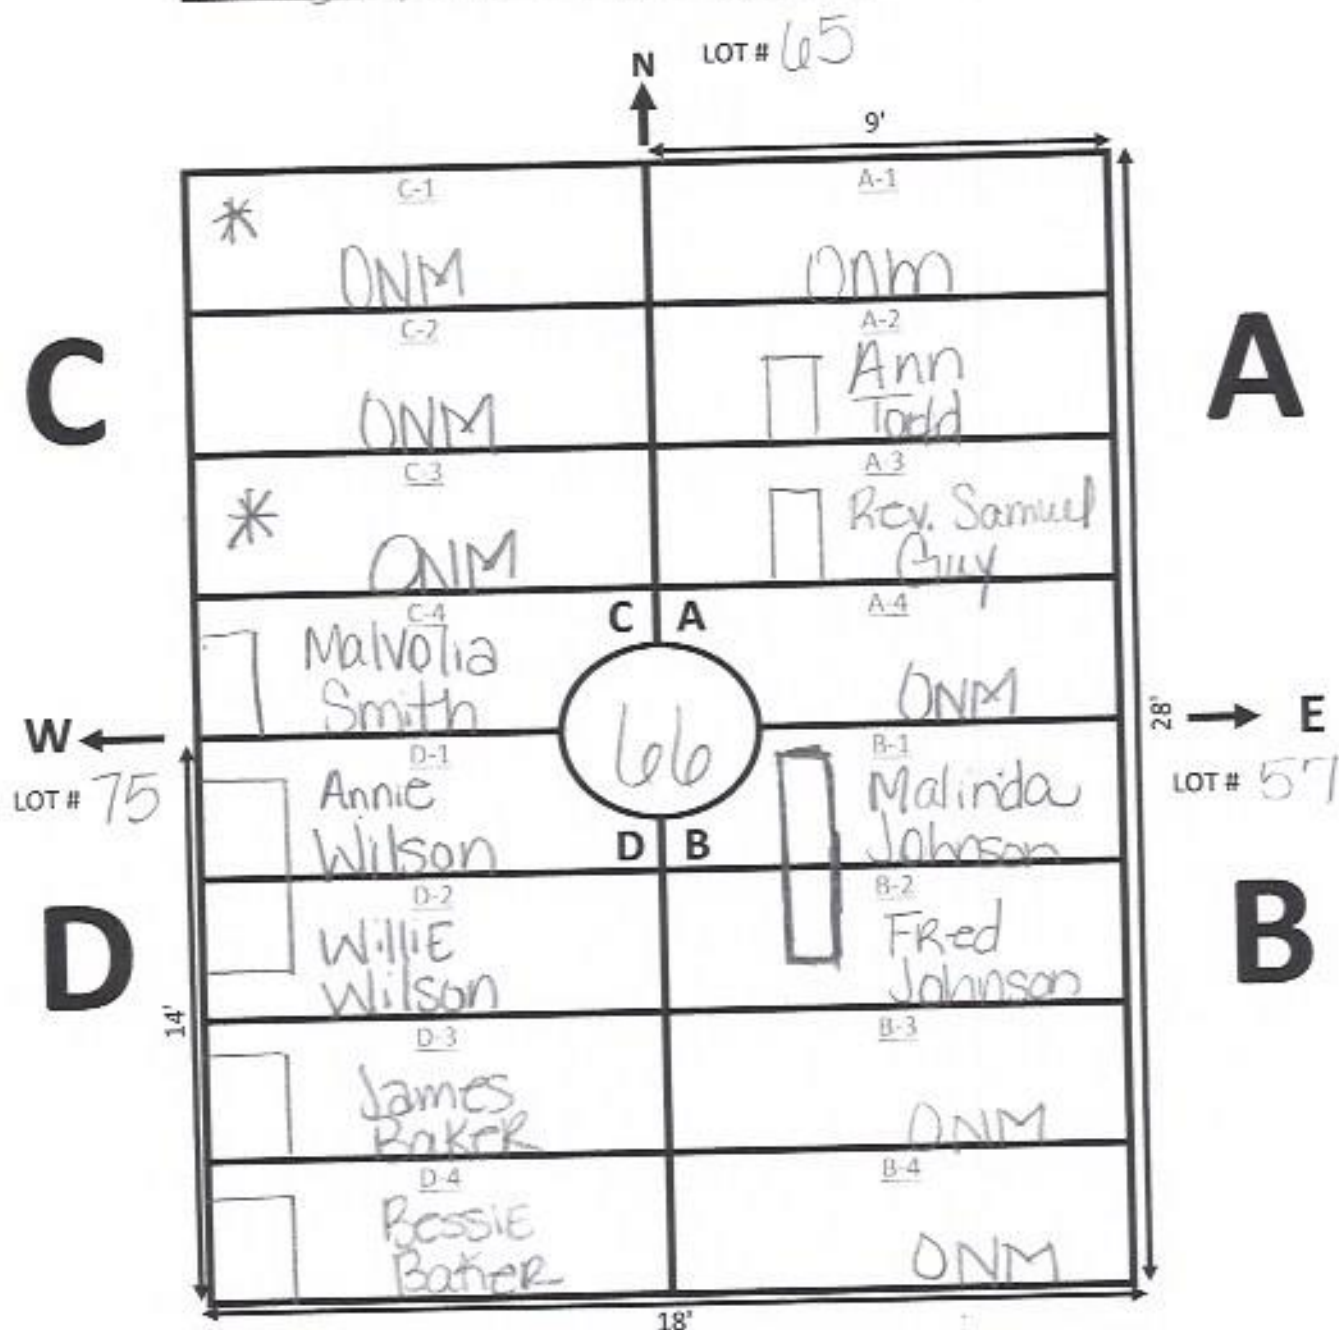 LOT # 65
N
9'
C-1
A-1
*
ONM
ONM
C-2
A-2
ONM
Ann
Todd
C
A
C-3
A-3
*
ONM
Rev. Samuel
Guy
C-4
C A
A-4
Malvolia
Smith
ONM
W
66
28'
E
LOT # 75
LOT # 57
D-1
B-1
Annie
Wilson
Malinda
Johnson
D B
D-2
B-2
Willie
Wilson
FRed
Johnson
D
B
14'
D-3
B-3
James
BakeR
ONM
D-4
B-4
BessiE
BakeR
ONM
18'